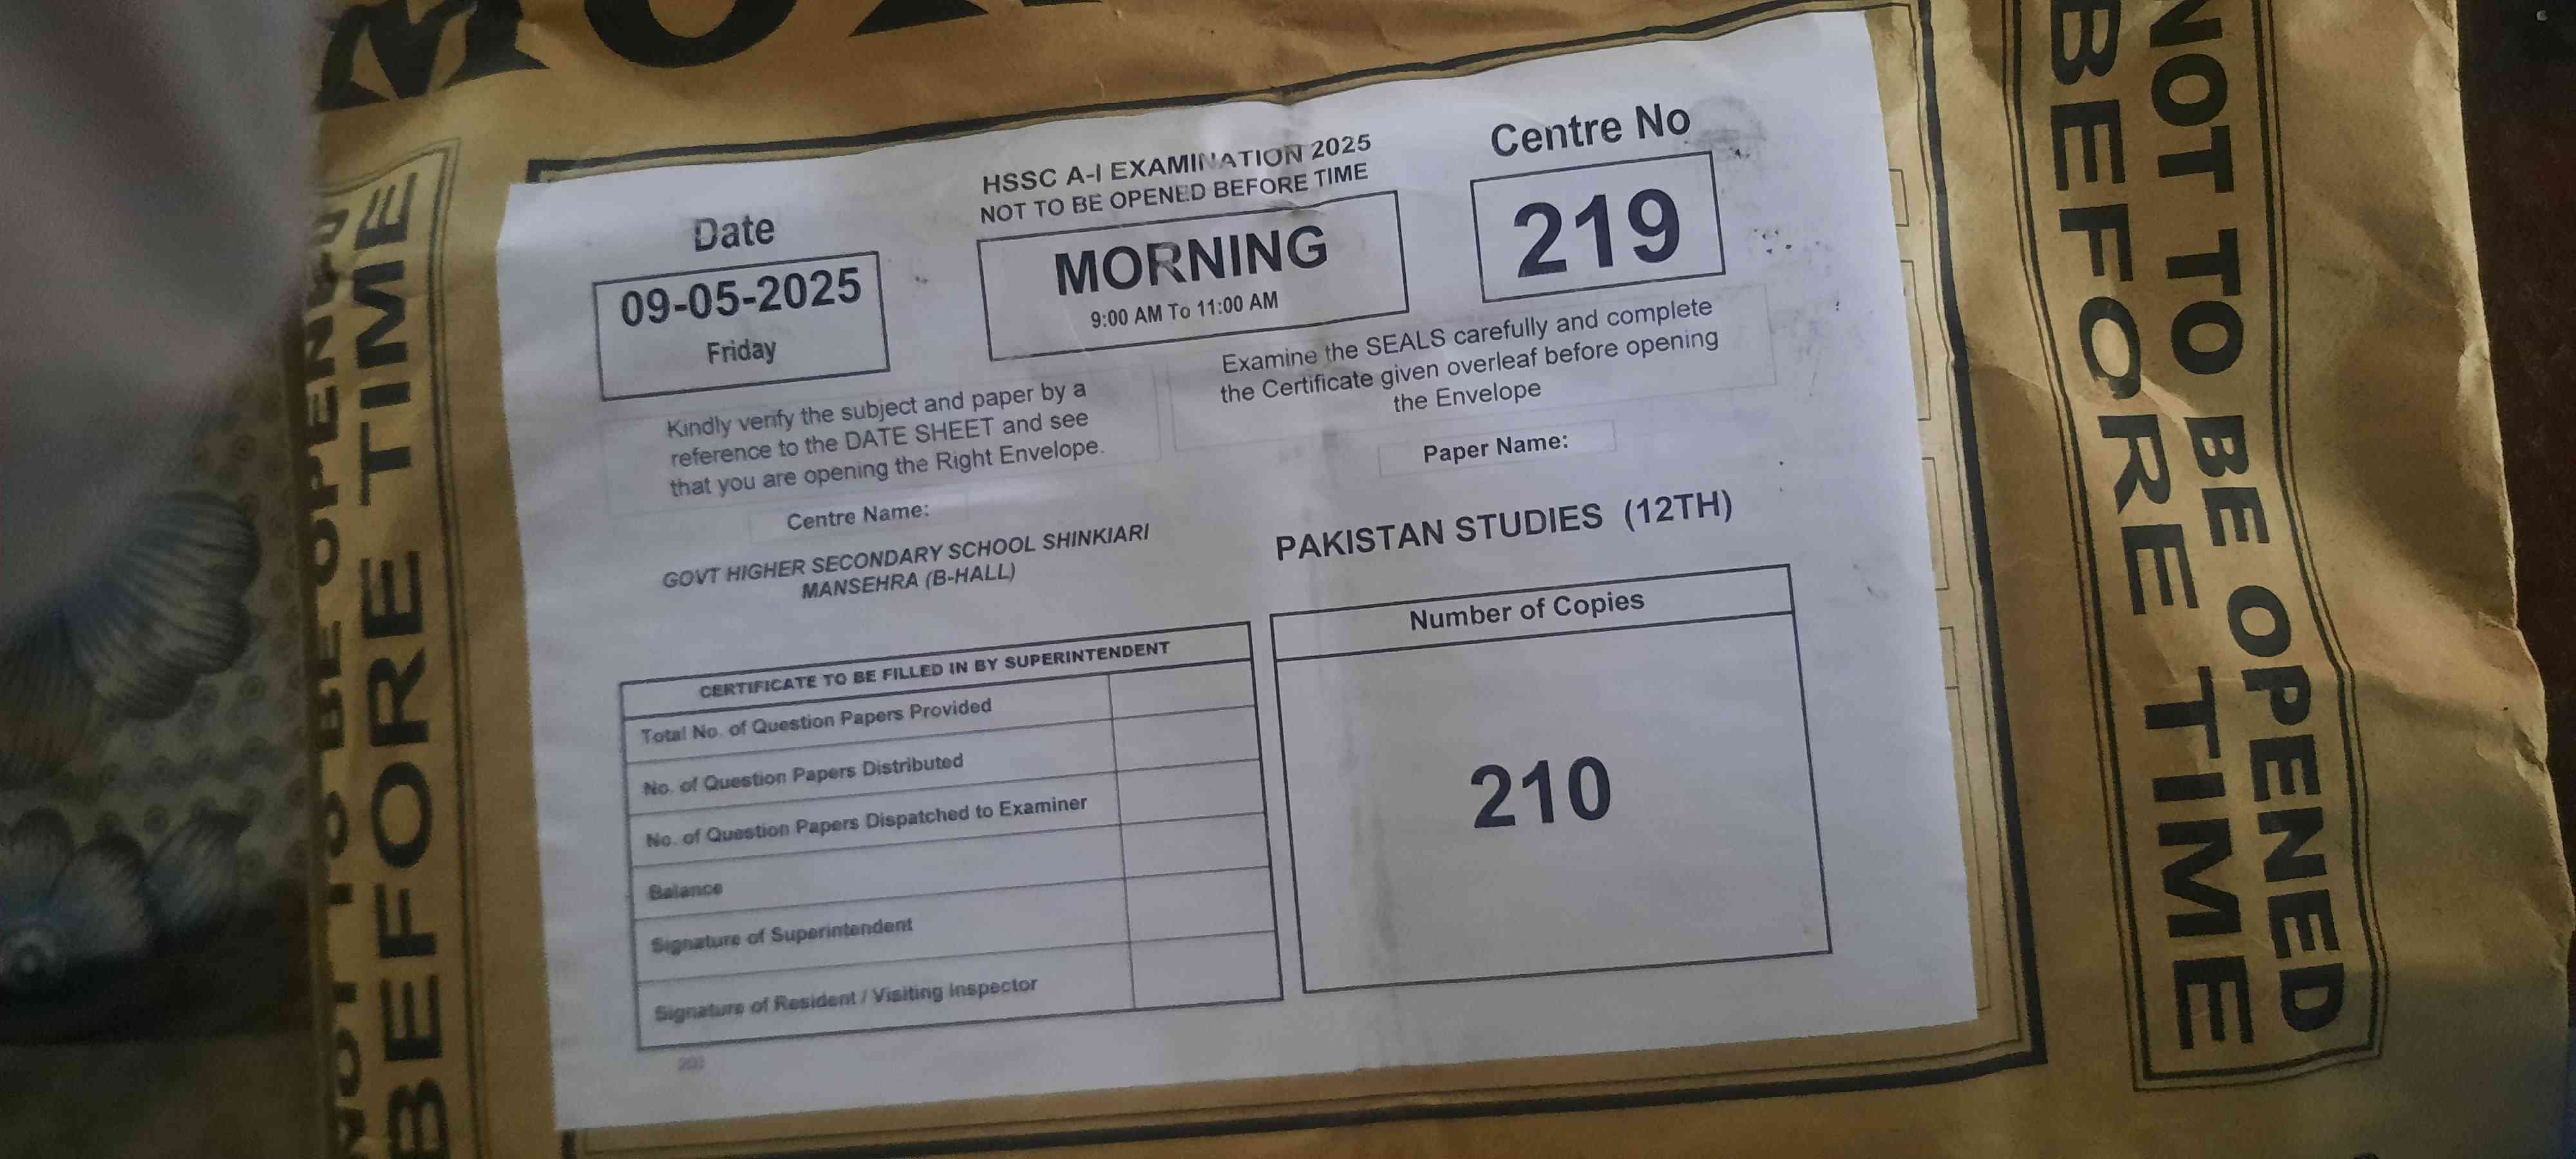 HSSC A-I EXAMINATION 2025
NOT TO BE OPENED BEFORE TIME
Date
09-05-2025
Friday
MORNING
9:00 AM To 11:00 AM
Centre No
219
Kindly verify the subject and paper by a
reference to the DATE SHEET and see
that you are opening the Right Envelope.
Examine the SEALS carefully and complete
the Certificate given overleaf before opening
the Envelope
Centre Name:
GOVT HIGHER SECONDARY SCHOOL SHINKIARI
MANSEHRA (B-HALL)
Paper Name:
PAKISTAN STUDIES (12TH)
CERTIFICATE TO BE FILLED IN BY SUPERINTENDENT
Total No. of Question Papers Provided
No. of Question Papers Distributed
No. of Question Papers Dispatched to Examiner
Balance
Signature of Superintendent
Signature of Resident / Visiting Inspector
Number of Copies
210
NOT TO BE OPENED
BEFORE TIME
NOT TO BE OPENED
BEFORE TIME